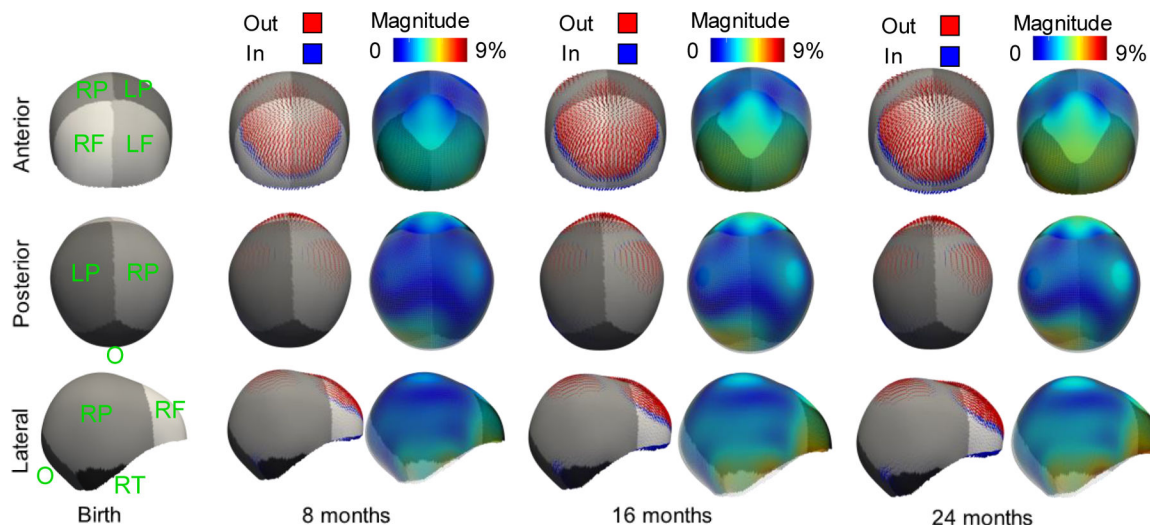 Out Magnitude Out Magnitude Out Magnitude
In 0 9% In 0 9% In 0 9%
Anterior
RP LP
RF LF
Posterior
LP RP
O
Lateral
RP RF
O RT
Birth 8 months 16 months 24 months